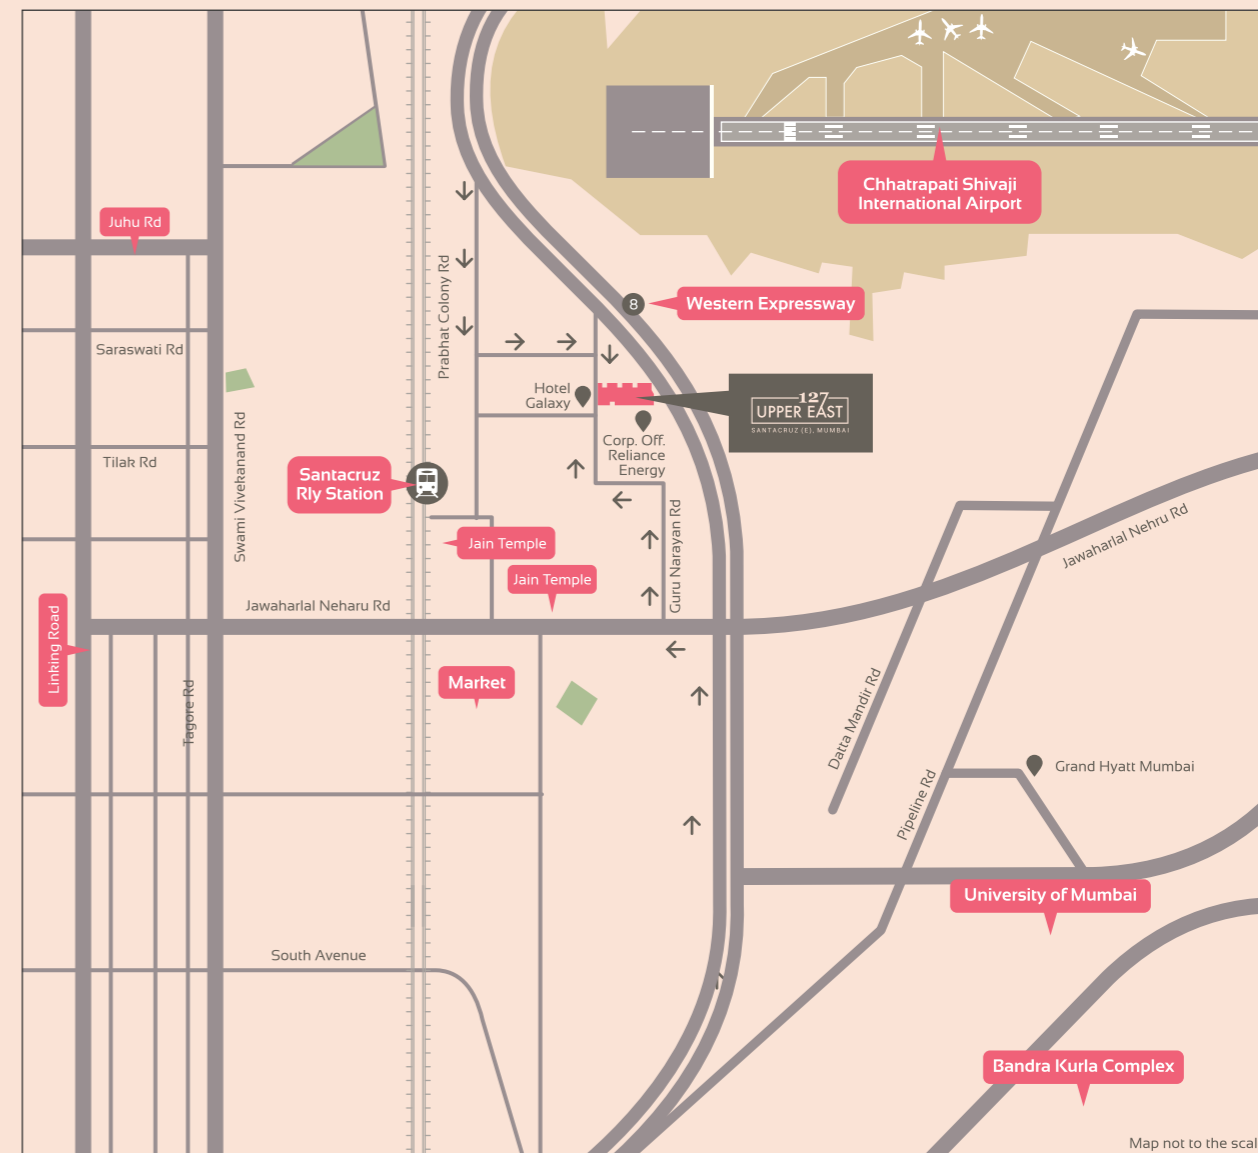 Chhatrapati Shivaji
International Airport
Juhu Rd
Western Expressway
8
Prabhat Colony Rd
Saraswati Rd
Hotel
Galaxy
127
UPPER EAST
SANTACRUZ (E), MUMBAI
Corp. Off.
Reliance
Energy
Swami Vivekanand Rd
Tilak Rd
Santacruz
Rly Station
Guru Narayan Rd
Jawaharlal Nehru Rd
Jain Temple
Jain Temple
Jawaharlal Neharu Rd
Linking Road
Tagore Rd
Market
Datta Mandir Rd
Pipeline Rd
Grand Hyatt Mumbai
University of Mumbai
South Avenue
Bandra Kurla Complex
Map not to the scal